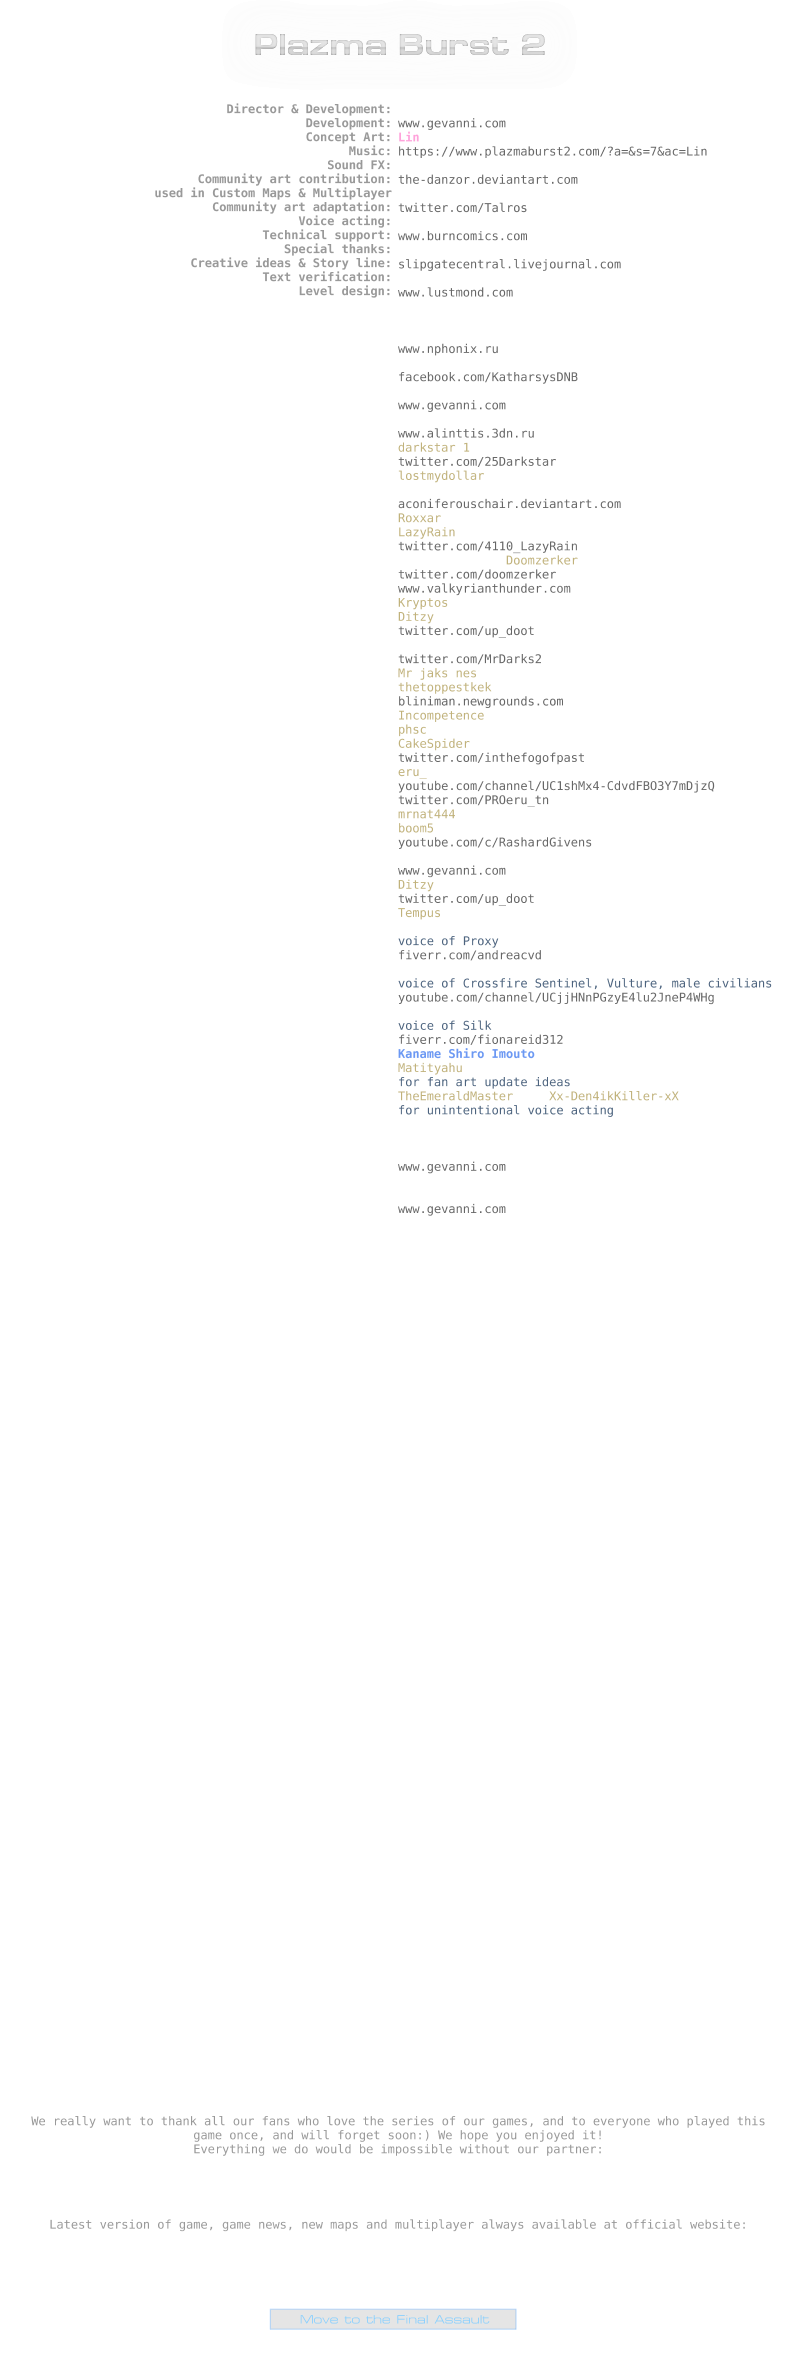 Plazma Burst 2
Director & Development:
Development: www.gevanni.com
Concept Art: Lin
Music: https://www.plazmaburst2.com/?a=&s=7&ac=Lin
Sound FX:
Community art contribution: the-danzor.deviantart.com
used in Custom Maps & Multiplayer
Community art adaptation: twitter.com/Talros
Voice acting:
Technical support: www.burncomics.com
Special thanks:
Creative ideas & Story line: slipgatecentral.livejournal.com
Text verification:
Level design: www.lustmond.com
www.nphonix.ru
facebook.com/KatharsysDNB
www.gevanni.com
www.alinttis.3dn.ru
darkstar 1
twitter.com/25Darkstar
lostmydollar
aconiferouschair.deviantart.com
Roxxar
LazyRain
twitter.com/4110_LazyRain
Doomzerker
twitter.com/doomzerker
www.valkyrianthunder.com
Kryptos
Ditzy
twitter.com/up_doot
twitter.com/MrDarks2
Mr jaks nes
thetoppestkek
bliniman.newgrounds.com
Incompetence
phsc
CakeSpider
twitter.com/inthefogofpast
eru_
youtube.com/channel/UC1shMx4-CdvdFBO3Y7mDjzQ
twitter.com/PROeru_tn
mrnat444
boom5
youtube.com/c/RashardGivens
www.gevanni.com
Ditzy
twitter.com/up_doot
Tempus
voice of Proxy
fiverr.com/andreacvd
voice of Crossfire Sentinel, Vulture, male civilians
youtube.com/channel/UCjjHNnPGzyE4lu2JneP4WHg
voice of Silk
fiverr.com/fionareid312
Kaname Shiro Imouto
Matityahu
for fan art update ideas
TheEmeraldMaster Xx-Den4ikKiller-xX
for unintentional voice acting
www.gevanni.com
www.gevanni.com
We really want to thank all our fans who love the series of our games, and to everyone who played this
game once, and will forget soon:) We hope you enjoyed it!
Everything we do would be impossible without our partner:
Latest version of game, game news, new maps and multiplayer always available at official website:
Move to the Final Assault